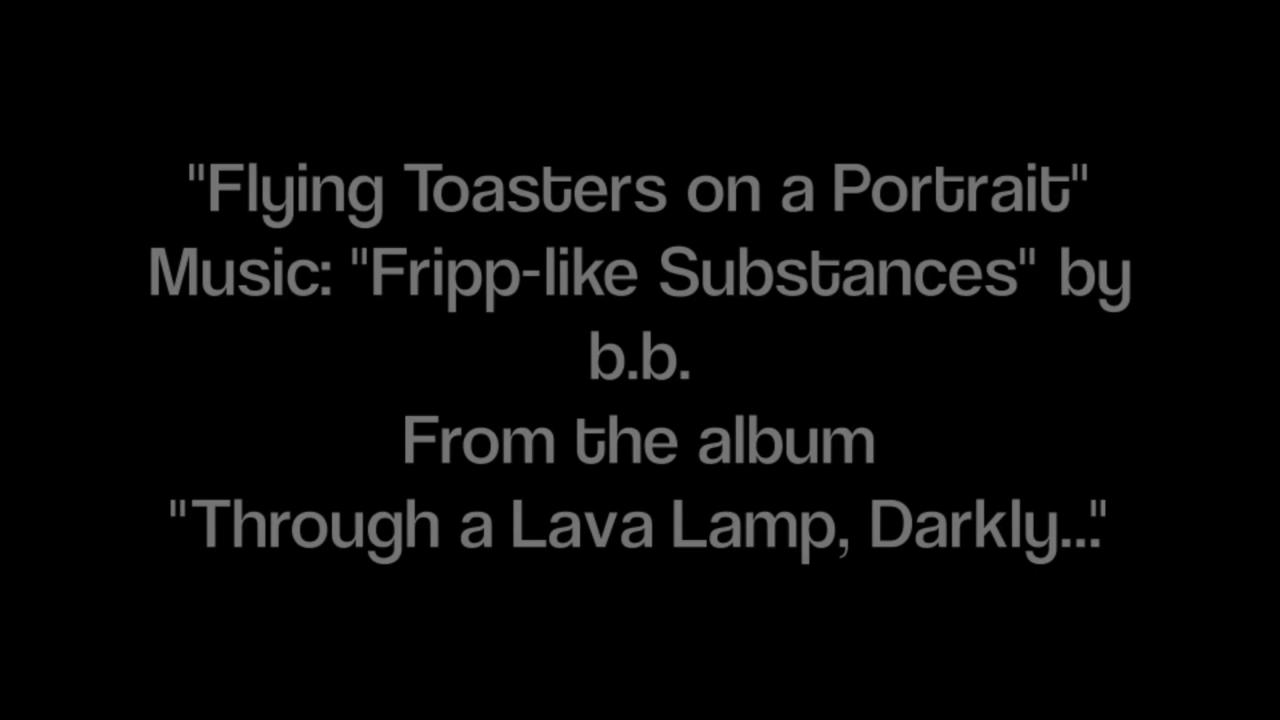 "Flying Toasters on a Portrait"
Music: "Fripp-like Substances" by
b.b.
From the album
"Through a Lava Lamp, Darkly..."